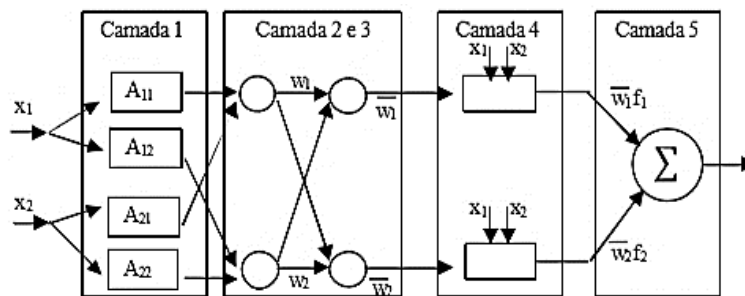 Camada 1
Camada 2 e 3
Camada 4
Camada 5
x₁
x₂
A₁₁
A₁₂
A₂₁
A₂₂
w₁
w̅₁
w₂
w̅₂
x₁ x₂
x₁ x₂
w̅₁f₁
w̅₂f₂
Σ